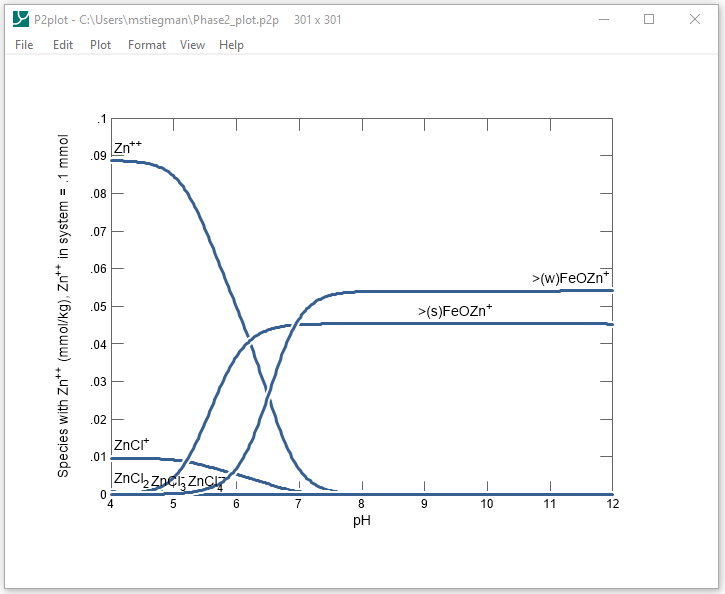 P2plot - C:\Users\mstiegman\Phase2_plot.p2p 301 x 301
File Edit Plot Format View Help
Species with Zn⁺⁺ (mmol/kg), Zn⁺⁺ in system = .1 mmol
.1
.09
.08
.07
.06
.05
.04
.03
.02
.01
0
Zn⁺⁺
>(w)FeOZn⁺
>(s)FeOZn⁺
ZnCl⁺
ZnCl₂ ZnCl₃⁻ ZnCl₄⁻⁻
4 5 6 7 8 9 10 11 12
pH